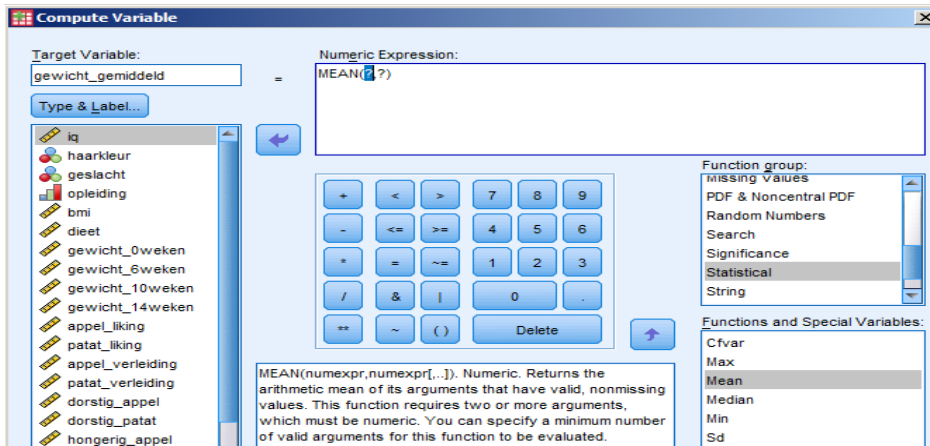 Compute Variable
Target Variable:
gewicht_gemiddeld
=
Numeric Expression:
MEAN(?,?)
Type & Label...
iq
haarkleur
geslacht
opleiding
bmi
dieet
gewicht_0weken
gewicht_6weken
gewicht_10weken
gewicht_14weken
appel_liking
patat_liking
appel_verleiding
patat_verleiding
dorstig_appel
dorstig_patat
hongerig_appel
+ < > 7 8 9
- <= >= 4 5 6
* = ~= 1 2 3
/ & | 0 .
** ~ ( ) Delete
MEAN(numexpr,numexpr[,..]). Numeric. Returns the
arithmetic mean of its arguments that have valid, nonmissing
values. This function requires two or more arguments,
which must be numeric. You can specify a minimum number
of valid arguments for this function to be evaluated.
Function group:
Missing Values
PDF & Noncentral PDF
Random Numbers
Search
Significance
Statistical
String
Functions and Special Variables:
Cfvar
Max
Mean
Median
Min
Sd